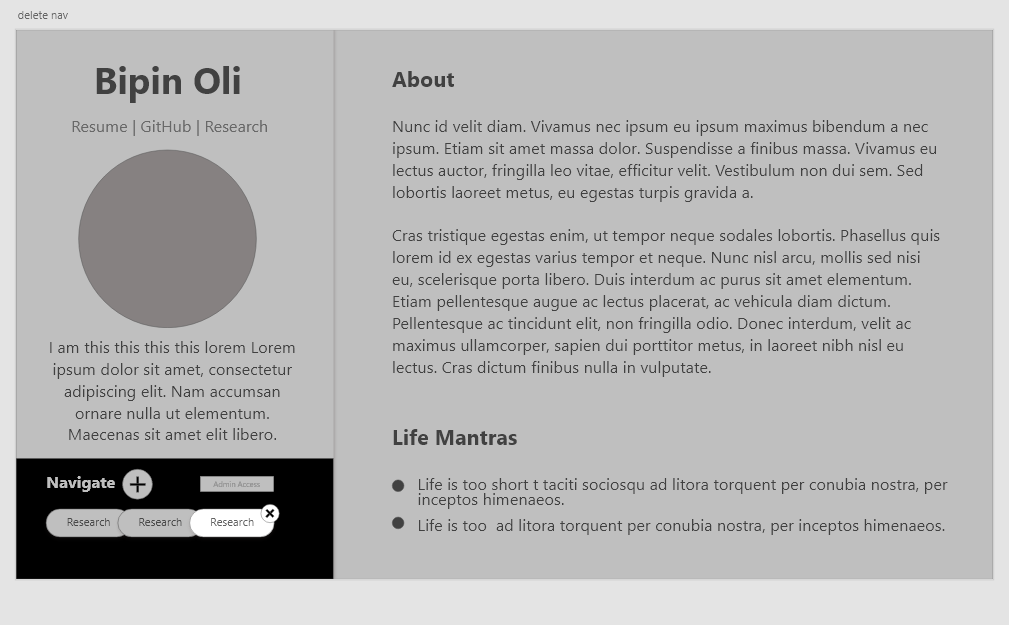 delete nav
Bipin Oli
Resume | GitHub | Research
I am this this this this lorem Lorem
ipsum dolor sit amet, consectetur
adipiscing elit. Nam accumsan
ornare nulla ut elementum.
Maecenas sit amet elit libero.
Navigate
Admin Access
Research
Research
Research
About
Nunc id velit diam. Vivamus nec ipsum eu ipsum maximus bibendum a nec
ipsum. Etiam sit amet massa dolor. Suspendisse a finibus massa. Vivamus eu
lectus auctor, fringilla leo vitae, efficitur velit. Vestibulum non dui sem. Sed
lobortis laoreet metus, eu egestas turpis gravida a.
Cras tristique egestas enim, ut tempor neque sodales lobortis. Phasellus quis
lorem id ex egestas varius tempor et neque. Nunc nisl arcu, mollis sed nisi
eu, scelerisque porta libero. Duis interdum ac purus sit amet elementum.
Etiam pellentesque augue ac lectus placerat, ac vehicula diam dictum.
Pellentesque ac tincidunt elit, non fringilla odio. Donec interdum, velit ac
maximus ullamcorper, sapien dui porttitor metus, in laoreet nibh nisl eu
lectus. Cras dictum finibus nulla in vulputate.
Life Mantras
Life is too short t taciti sociosqu ad litora torquent per conubia nostra, per
inceptos himenaeos.
Life is too  ad litora torquent per conubia nostra, per inceptos himenaeos.